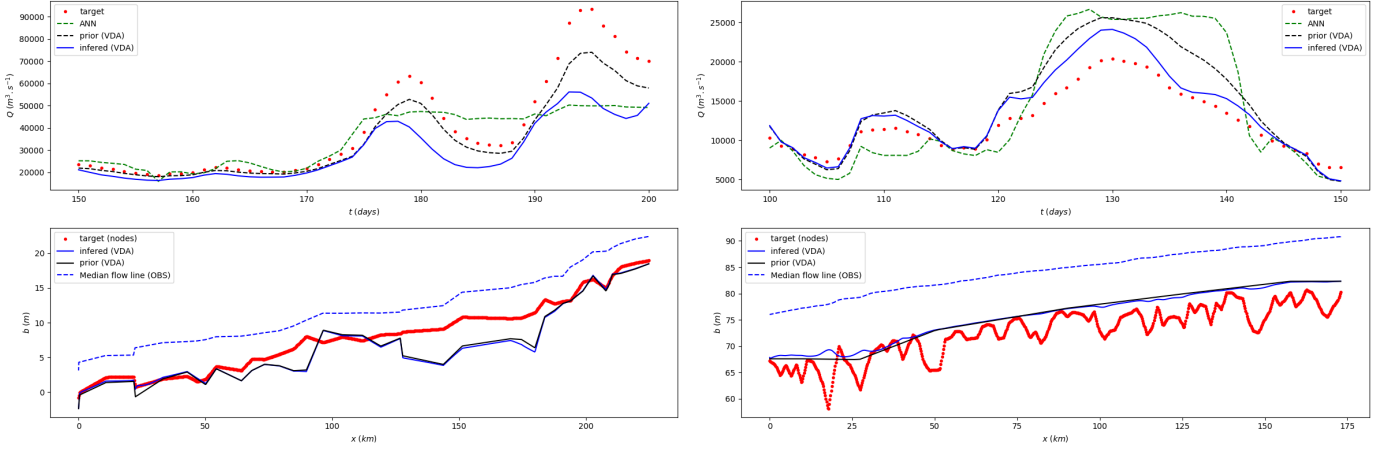 target
ANN
prior (VDA)
infered (VDA)
Q (m³.s⁻¹)
90000
80000
70000
60000
50000
40000
30000
20000
150
160
170
180
190
200
t (days)
target
ANN
prior (VDA)
infered (VDA)
Q (m³.s⁻¹)
25000
20000
15000
10000
5000
100
110
120
130
140
150
t (days)
target (nodes)
infered (VDA)
prior (VDA)
Median flow line (OBS)
b (m)
20
15
10
5
0
0
50
100
150
200
x (km)
target (nodes)
infered (VDA)
prior (VDA)
Median flow line (OBS)
b (m)
90
85
80
75
70
65
60
0
25
50
75
100
125
150
175
x (km)